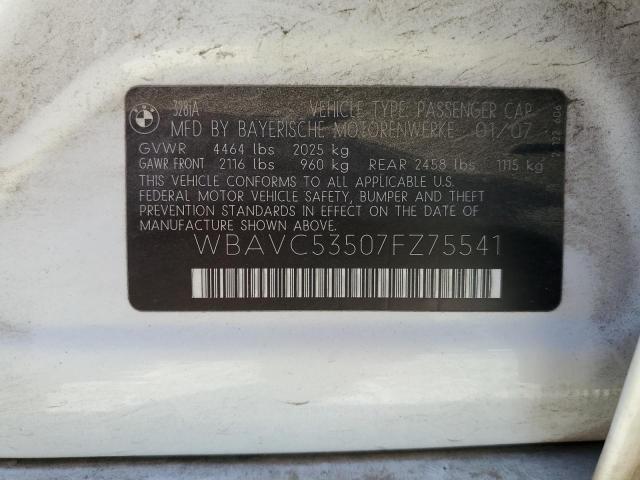 BMW
328iA VEHICLE TYPE: PASSENGER CAR
MFD BY BAYERISCHE MOTORENWERKE 01/07
GVWR 4464 lbs 2025 kg
GAWR FRONT 2116 lbs 960 kg REAR 2458 lbs 1115 kg
THIS VEHICLE CONFORMS TO ALL APPLICABLE U.S.
FEDERAL MOTOR VEHICLE SAFETY, BUMPER AND THEFT
PREVENTION STANDARDS IN EFFECT ON THE DATE OF
MANUFACTURE SHOWN ABOVE.
WBAVC53507FZ75541